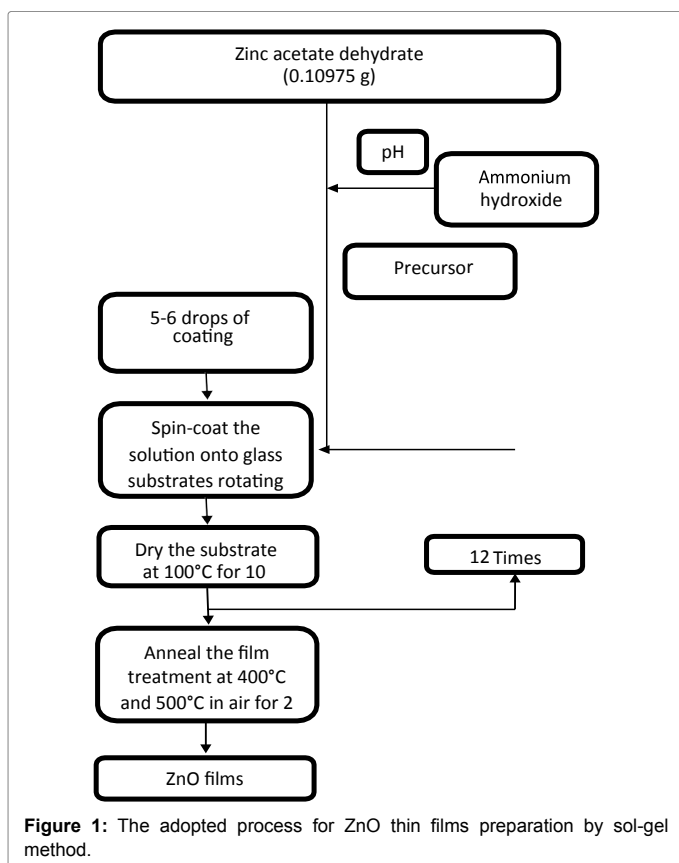 Zinc acetate dehydrate
(0.10975 g)
pH
Ammonium
hydroxide
Precursor
5-6 drops of
coating
Spin-coat the
solution onto glass
substrates rotating
Dry the substrate
at 100°C for 10
12 Times
Anneal the film
treatment at 400°C
and 500°C in air for 2
ZnO films
Figure 1: The adopted process for ZnO thin films preparation by sol-gel
method.